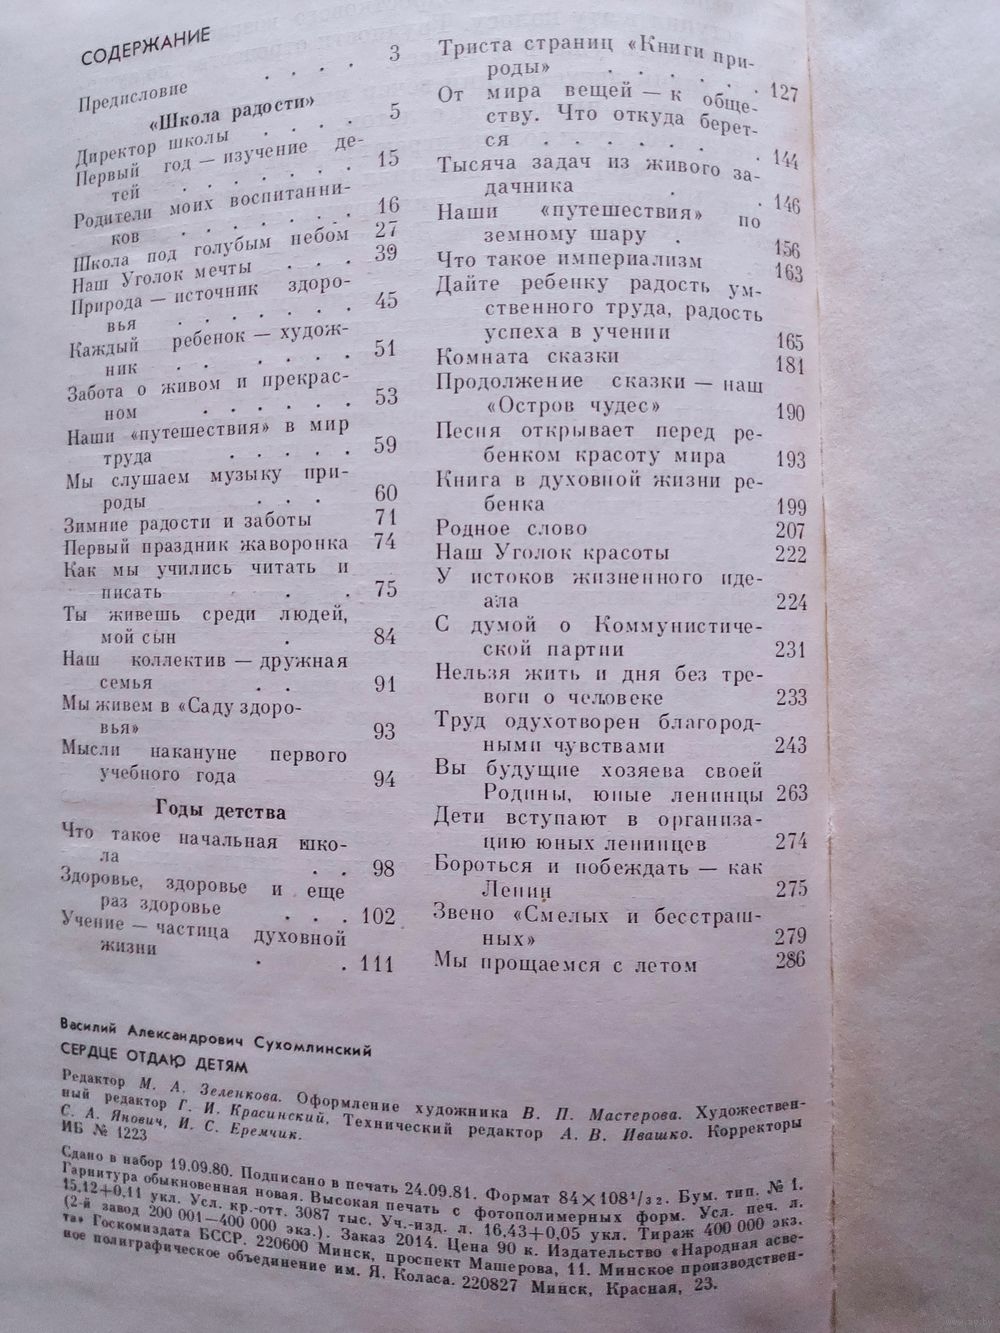 СОДЕРЖАНИЕ
Предисловие . . . . 3
«Школа радости»
Директор школы . . . . 5
Первый год — изучение де-
тей . . . . . . . 15
Родители моих воспитанни-
ков . . . . . . . 16
Школа под голубым небом 27
Наш Уголок мечты . . . 39
Природа — источник здоро-
вья . . . . . . . 45
Каждый ребенок — худож-
ник . . . . . . 51
Забота о живом и прекрас-
ном . . . . . . 53
Наши «путешествия» в мир
труда . . . . . 59
Мы слушаем музыку при-
роды . . . 60
Зимние радости и заботы 71
Первый праздник жаворонка 74
Как мы учились читать и
писать . . . 75
Ты живешь среди людей,
мой сын . 84
Наш коллектив — дружная
семья . . 91
Мы живем в «Саду здоро-
вья» 93
Мысли накануне первого
учебного года 94
Годы детства
Что такое начальная шко-
ла . . 98
Здоровье, здоровье и еще
раз здоровье . . . . 102
Учение — частица духовной
жизни . . 111
Триста страниц «Книги при-
роды» . . . . . . 127
От мира вещей — к обще-
ству. Что откуда берет-
ся . . . . . . . 144
Тысяча задач из живого за-
дачника . . 146
Наши «путешествия» по
земному шару . 156
Что такое империализм 163
Дайте ребенку радость ум-
ственного труда, радость
успеха в учении 165
Комната сказки 181
Продолжение сказки — наш
«Остров чудес» 190
Песня открывает перед ре-
бенком красоту мира 193
Книга в духовной жизни ре-
бенка 199
Родное слово 207
Наш Уголок красоты 222
У истоков жизненного иде-
ала 224
С думой о Коммунистиче-
ской партии 231
Нельзя жить и дня без тре-
воги о человеке 233
Труд одухотворен благород-
ными чувствами 243
Вы будущие хозяева своей
Родины, юные ленинцы 263
Дети вступают в организа-
цию юных ленинцев 274
Бороться и побеждать — как
Ленин 275
Звено «Смелых и бесстраш-
ных» 279
Мы прощаемся с летом 286
Василий Александрович Сухомлинский
СЕРДЦЕ ОТДАЮ ДЕТЯМ
Редактор М. А. Зеленкова. Оформление художника В. П. Мастерова. Художествен-
ный редактор Г. И. Красинский. Технический редактор А. В. Ивашко. Корректоры
С. А. Янович, И. С. Еремчик.
ИБ № 1223
Сдано в набор 19.09.80. Подписано в печать 24.09.81. Формат 84×108¹/₃₂. Бум. тип. № 1.
Гарнитура обыкновенная новая. Высокая печать с фотополимерных форм. Усл. печ. л.
15,12+0,11 укл. Усл. кр.-отт. 3087 тыс. Уч.-изд. л. 16,43+0,05 укл. Тираж 400 000 экз.
(2-й завод 200 001—400 000 экз.). Заказ 2014. Цена 90 к. Издательство «Народная асве-
та» Госкомиздата БССР. 220600 Минск, проспект Машерова, 11. Минское производствен-
ное полиграфическое объединение им. Я. Коласа. 220827 Минск, Красная, 23.
www.ay.by